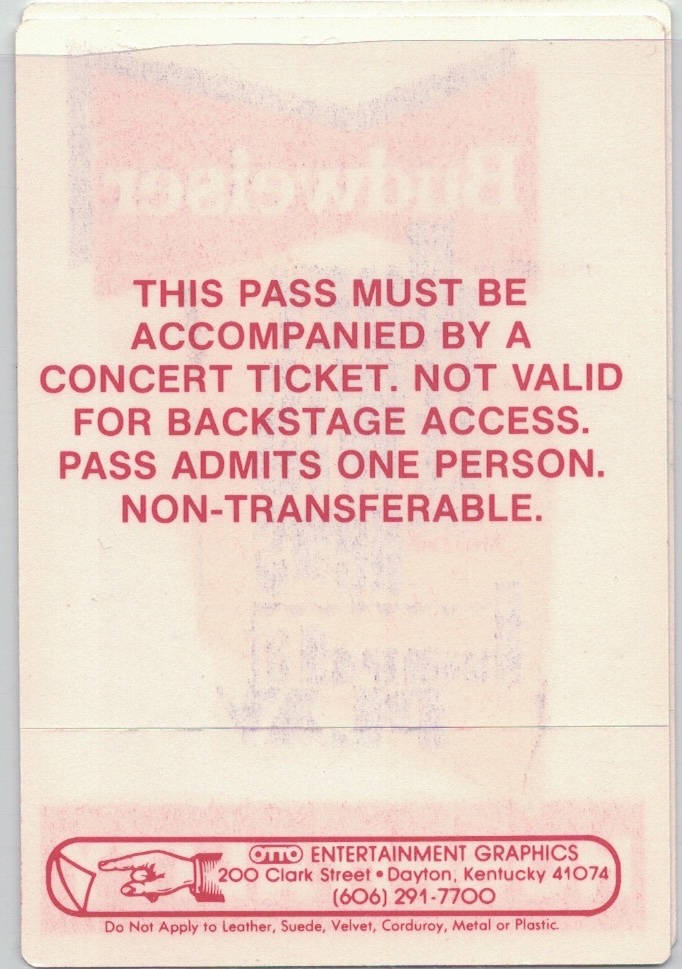 Budweiser
THIS PASS MUST BE
ACCOMPANIED BY A
CONCERT TICKET. NOT VALID
FOR BACKSTAGE ACCESS.
PASS ADMITS ONE PERSON.
NON-TRANSFERABLE.
OTTO ENTERTAINMENT GRAPHICS
200 Clark Street • Dayton, Kentucky 41074
(606) 291-7700
Do Not Apply to Leather, Suede, Velvet, Corduroy, Metal or Plastic.